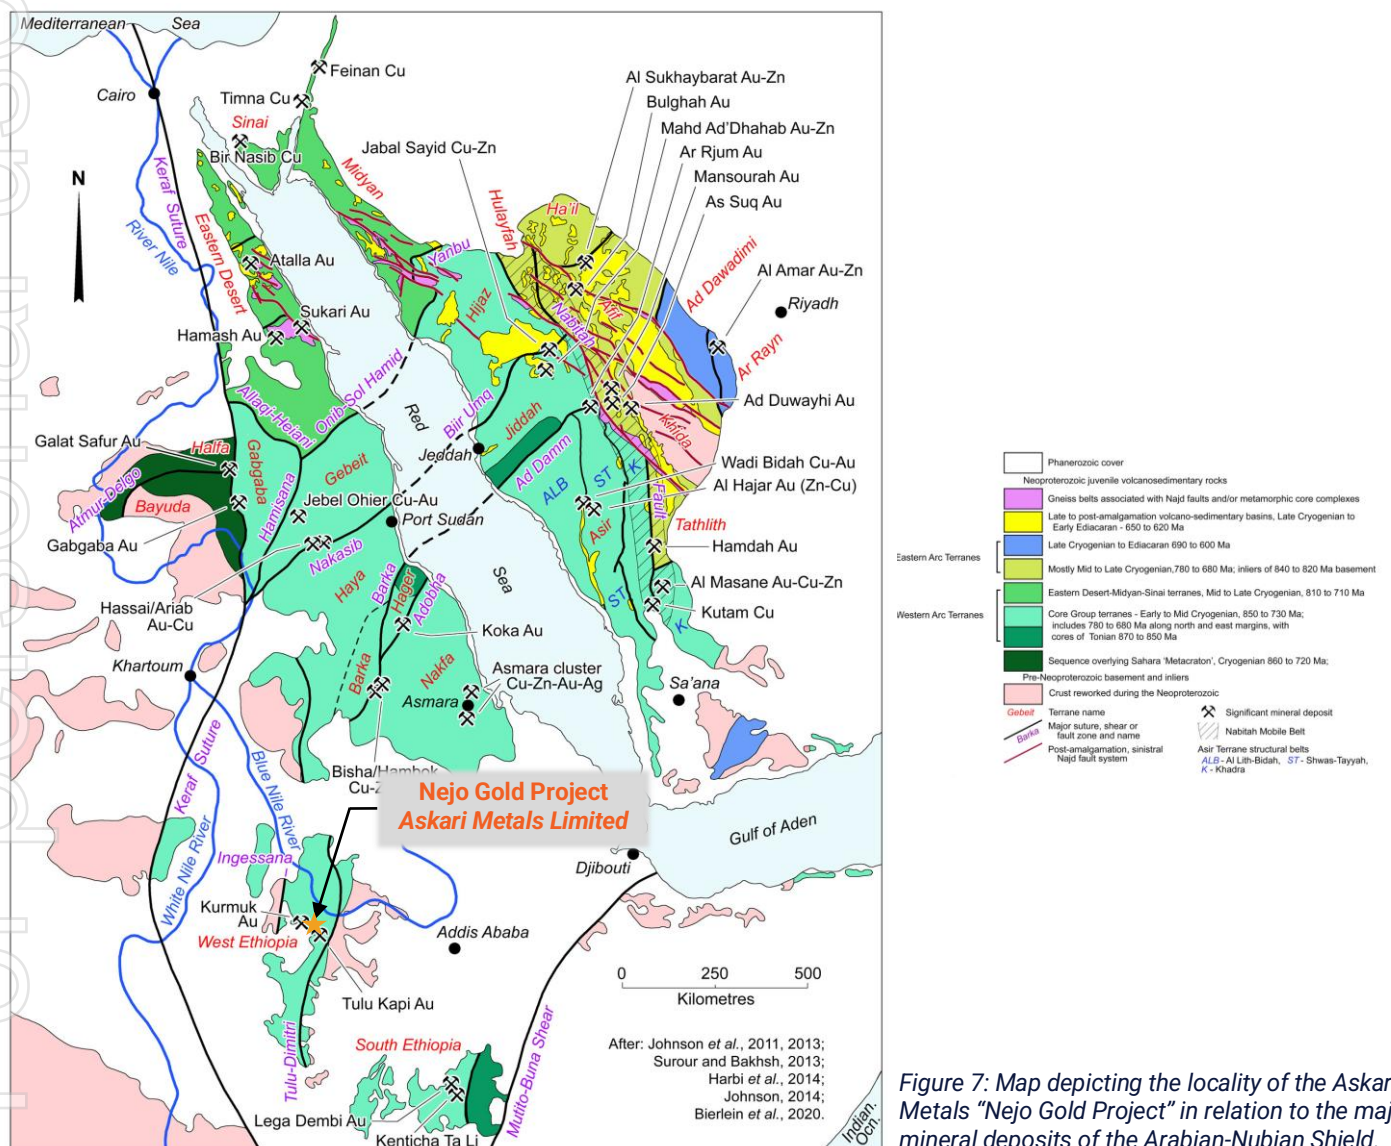 Mediterranean Sea
Feinan Cu
Cairo
Timna Cu
Sinai
Bir Nasib Cu
Al Sukhaybarat Au-Zn
Bulghah Au
Mahd Ad'Dhahab Au-Zn
Jabal Sayid Cu-Zn
Ar Rjum Au
Mansourah Au
As Suq Au
N
Keraf Suture
River Nile
Midyan
Hulayfah
Ha'il
Eastern Desert
Yanbu
Ad Dawadimi
Atalla Au
Al Amar Au-Zn
Riyadh
Hijaz
Nabitah
Afif
Sukari Au
Hamash Au
Ar Rayn
Allaqi-Heiani
Onib-Sol Hamid
Red
Biir Umq
Jiddah
Ad Duwayhi Au
Khida
Galat Safur Au
Halfa
Gabgaba
Gebeit
Jeddah
Ad Damm
Wadi Bidah Cu-Au
Al Hajar Au (Zn-Cu)
ALB
ST
K
Fault
Atmur-Delgo
Bayuda
Hamisana
Jebel Ohier Cu-Au
Port Sudan
Asir
Tathlith
Gabgaba Au
Nakasib
Hamdah Au
Haya
Barka
Hager
Adobha
Sea
ST
Al Masane Au-Cu-Zn
Kutam Cu
K
Hassai/Ariab
Au-Cu
Koka Au
Khartoum
Barka
Nakfa
Asmara cluster
Cu-Zn-Au-Ag
Asmara
Sa'ana
Keraf Suture
Blue Nile River
Bisha/Hambok
Cu-Z
Nejo Gold Project
Askari Metals Limited
Gulf of Aden
Djibouti
White Nile River
Ingessana
Kurmuk
Au
West Ethiopia
Addis Ababa
Tulu Kapi Au
0 250 500
Kilometres
Tulu-Dimitri
South Ethiopia
Mutito-Buna Shear
Lega Dembi Au
Kenticha Ta Li
After: Johnson et al., 2011, 2013;
Surour and Bakhsh, 2013;
Harbi et al., 2014;
Johnson, 2014;
Bierlein et al., 2020.
Indian.
Ocn.
Phanerozoic cover
Neoproterozoic juvenile volcanosedimentary rocks
Gneiss belts associated with Najd faults and/or metamorphic core complexes
Late to post-amalgamation volcano-sedimentary basins, Late Cryogenian to
Early Ediacaran - 650 to 620 Ma
Late Cryogenian to Ediacaran 690 to 600 Ma
Eastern Arc Terranes
Mostly Mid to Late Cryogenian,780 to 680 Ma; inliers of 840 to 820 Ma basement
Eastern Desert-Midyan-Sinai terranes, Mid to Late Cryogenian, 810 to 710 Ma
Western Arc Terranes
Core Group terranes - Early to Mid Cryogenian, 850 to 730 Ma;
includes 780 to 680 Ma along north and east margins, with
cores of Tonian 870 to 850 Ma
Sequence overlying Sahara 'Metacraton', Cryogenian 860 to 720 Ma;
Pre-Neoproterozoic basement and inliers
Crust reworked during the Neoproterozoic
Gebeit Terrane name
Significant mineral deposit
Barka Major suture, shear or
fault zone and name
Nabitah Mobile Belt
Post-amalgamation, sinistral
Najd fault system
Asir Terrane structural belts
ALB - Al Lith-Bidah, ST - Shwas-Tayyah,
K - Khadra
Figure 7: Map depicting the locality of the Askar
Metals "Nejo Gold Project" in relation to the maj
mineral deposits of the Arabian-Nubian Shield.